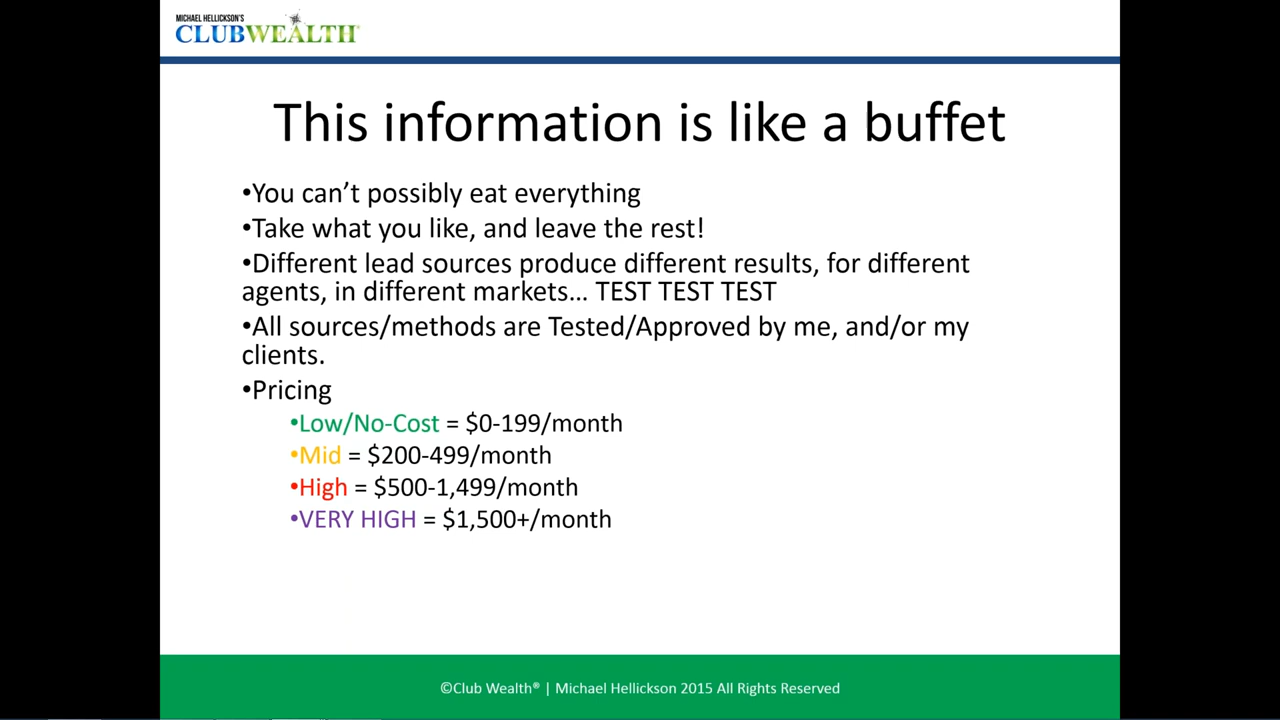 MICHAEL HELLICKSON'S
CLUBWEALTH®
This information is like a buffet
•You can't possibly eat everything
•Take what you like, and leave the rest!
•Different lead sources produce different results, for different
agents, in different markets... TEST TEST TEST
•All sources/methods are Tested/Approved by me, and/or my
clients.
•Pricing
•Low/No-Cost = $0-199/month
•Mid = $200-499/month
•High = $500-1,499/month
•VERY HIGH = $1,500+/month
©Club Wealth® | Michael Hellickson 2015 All Rights Reserved